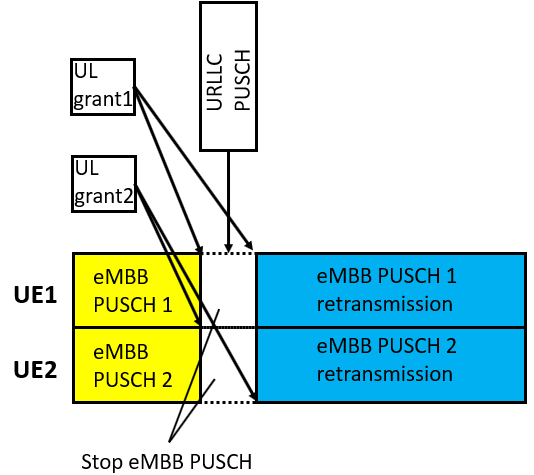 URLLC
PUSCH
UL
grant1
UL
grant2
UE1
eMBB
PUSCH 1
eMBB PUSCH 1
retransmission
UE2
eMBB
PUSCH 2
eMBB PUSCH 2
retransmission
Stop eMBB PUSCH